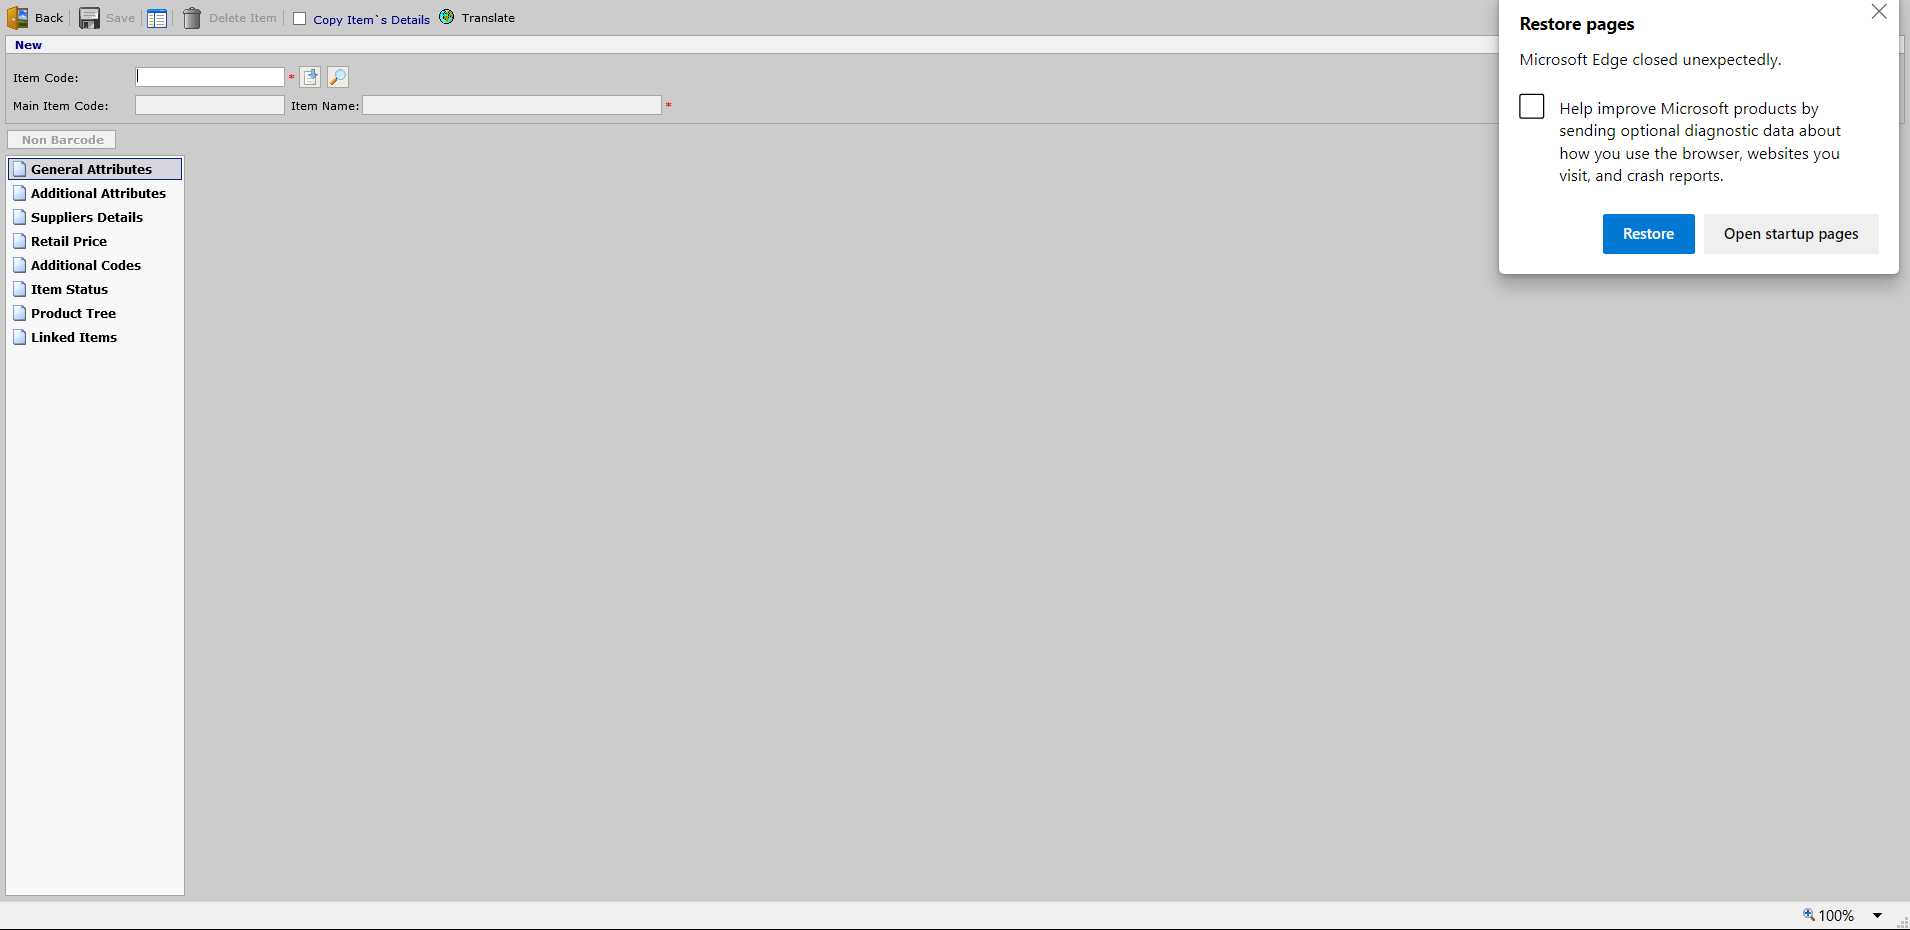 Back Save Delete Item Copy Item`s Details Translate
New
Item Code: *
Main Item Code: Item Name: *
Non Barcode
General Attributes
Additional Attributes
Suppliers Details
Retail Price
Additional Codes
Item Status
Product Tree
Linked Items
Restore pages
Microsoft Edge closed unexpectedly.
Help improve Microsoft products by
sending optional diagnostic data about
how you use the browser, websites you
visit, and crash reports.
Restore Open startup pages
100%